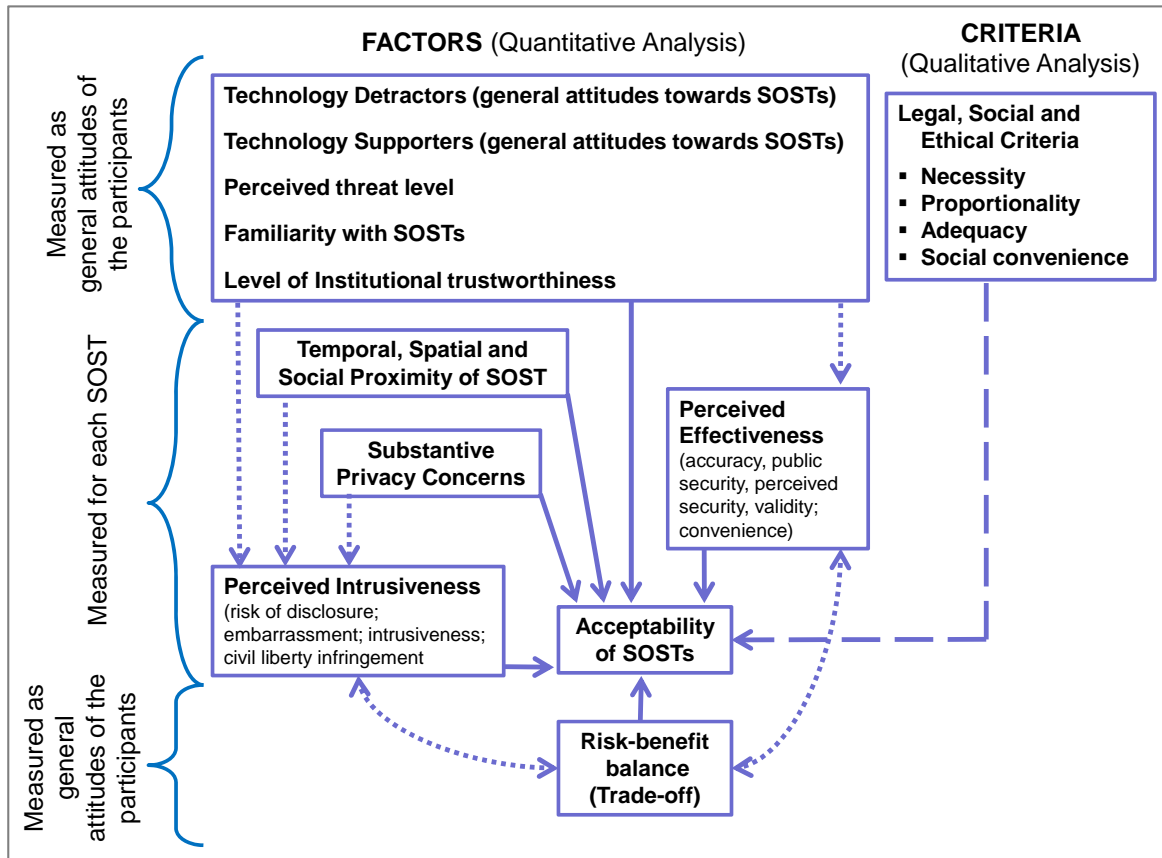 FACTORS (Quantitative Analysis)
CRITERIA
(Qualitative Analysis)
Measured as
general attitudes of
the participants
Technology Detractors (general attitudes towards SOSTs)
Technology Supporters (general attitudes towards SOSTs)
Perceived threat level
Familiarity with SOSTs
Level of Institutional trustworthiness
Legal, Social and
Ethical Criteria
▪ Necessity
▪ Proportionality
▪ Adequacy
▪ Social convenience
Measured for each SOST
Temporal, Spatial and
Social Proximity of SOST
Substantive
Privacy Concerns
Perceived
Effectiveness
(accuracy, public
security, perceived
security, validity;
convenience)
Perceived Intrusiveness
(risk of disclosure;
embarrassment; intrusiveness;
civil liberty infringement
Acceptability
of SOSTs
Measured as
general
attitudes of the
participants
Risk-benefit
balance
(Trade-off)